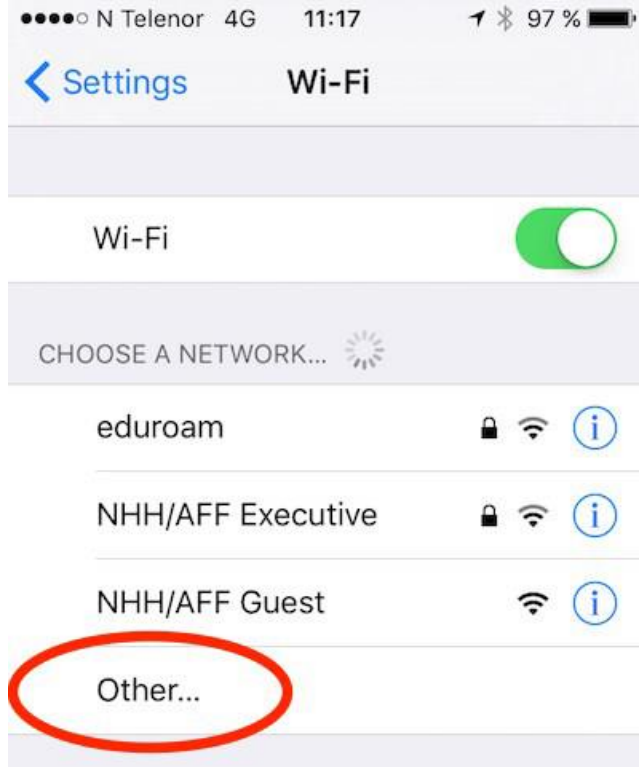 N Telenor 4G 11:17 97 %
Settings Wi-Fi
Wi-Fi
CHOOSE A NETWORK...
eduroam
NHH/AFF Executive
NHH/AFF Guest
Other...